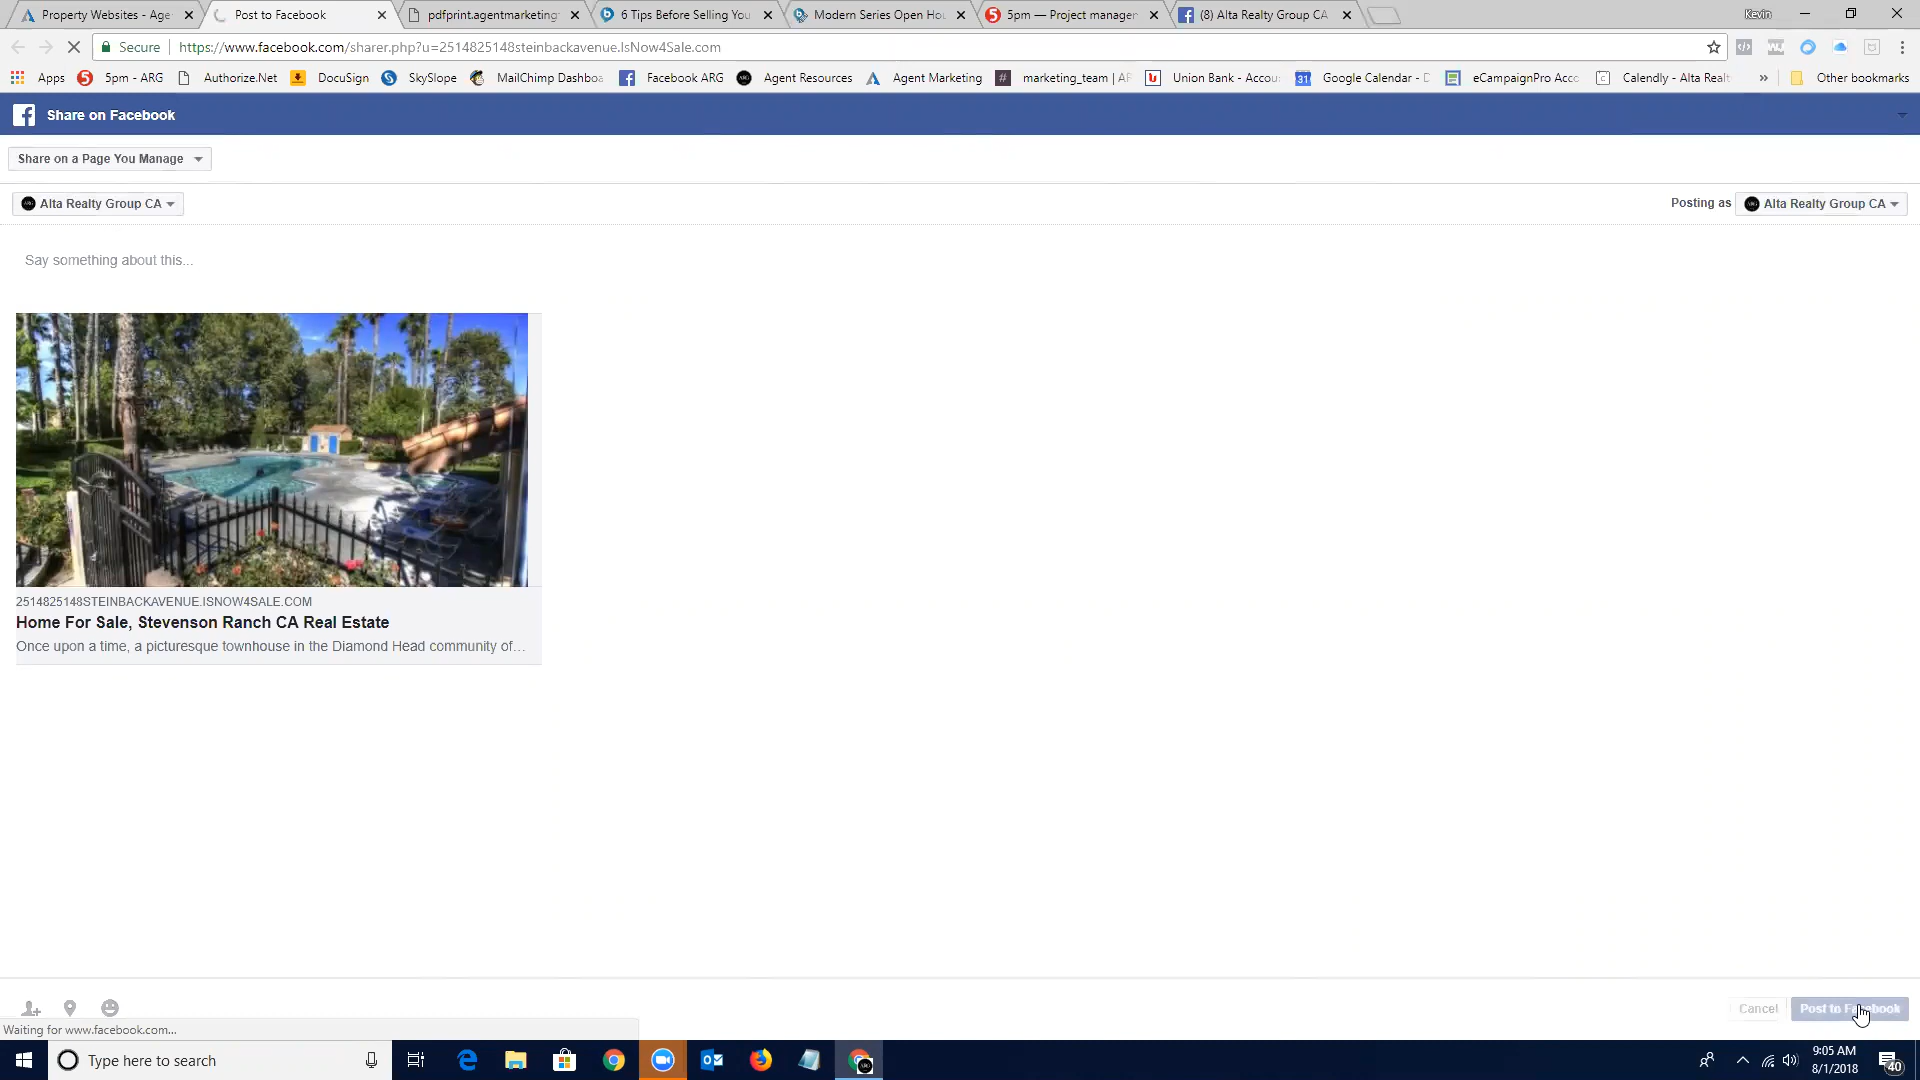 Property Websites - Age
Post to Facebook
pdfprint.agentmarketing
6 Tips Before Selling You
Modern Series Open Hou
5pm — Project manager
(8) Alta Realty Group CA
Kevin
Secure
https://www.facebook.com/sharer.php?u=2514825148steinbackavenue.IsNow4Sale.com
Apps
5pm - ARG
Authorize.Net
DocuSign
SkySlope
MailChimp Dashboa
Facebook ARG
Agent Resources
Agent Marketing
marketing_team | AF
Union Bank - Accou
Google Calendar - D
eCampaignPro Acco
Calendly - Alta Realt
»
Other bookmarks
Share on Facebook
Share on a Page You Manage
Alta Realty Group CA
Posting as
Alta Realty Group CA
Say something about this...
2514825148STEINBACKAVENUE.ISNOW4SALE.COM
Home For Sale, Stevenson Ranch CA Real Estate
Once upon a time, a picturesque townhouse in the Diamond Head community of...
Cancel
Post to Facebook
Waiting for www.facebook.com...
Type here to search
9:05 AM
8/1/2018
40